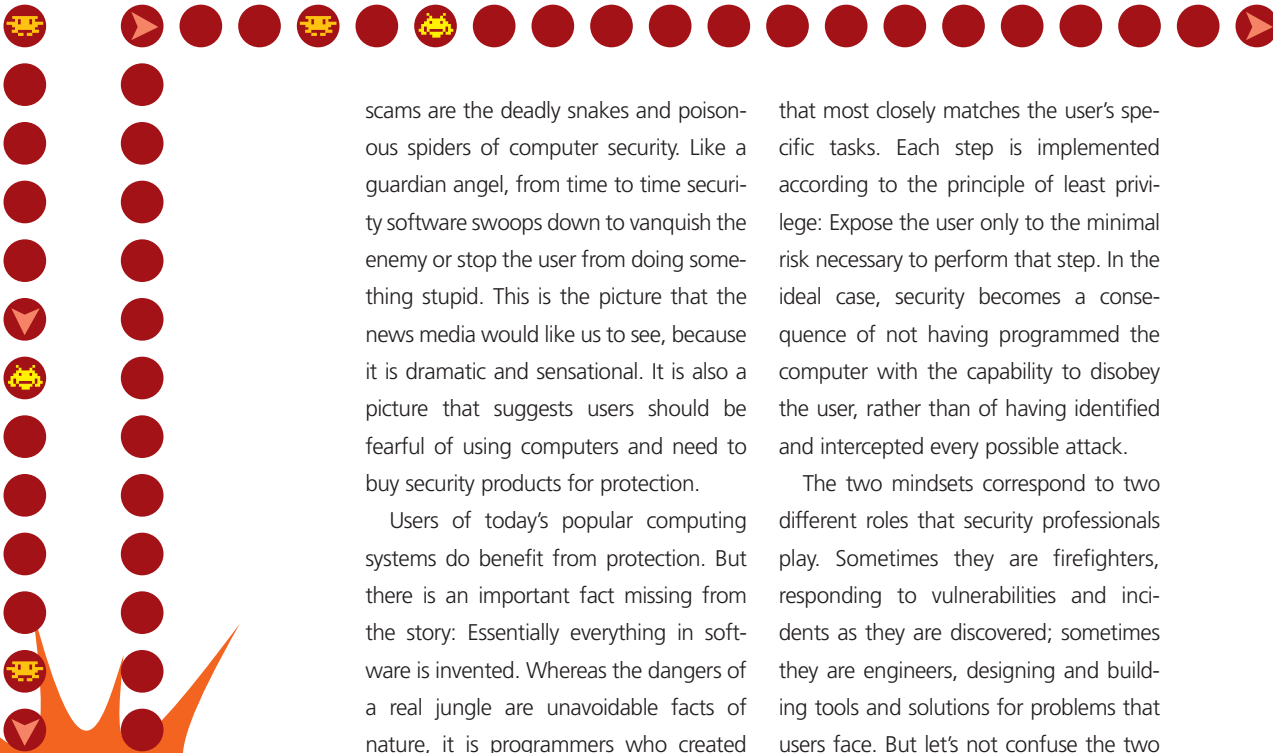 scams are the deadly snakes and poison-
ous spiders of computer security. Like a
guardian angel, from time to time securi-
ty software swoops down to vanquish the
enemy or stop the user from doing some-
thing stupid. This is the picture that the
news media would like us to see, because
it is dramatic and sensational. It is also a
picture that suggests users should be
fearful of using computers and need to
buy security products for protection.
Users of today’s popular computing
systems do benefit from protection. But
there is an important fact missing from
the story: Essentially everything in soft-
ware is invented. Whereas the dangers of
a real jungle are unavoidable facts of
nature, it is programmers who created
that most closely matches the user’s spe-
cific tasks. Each step is implemented
according to the principle of least privi-
lege: Expose the user only to the minimal
risk necessary to perform that step. In the
ideal case, security becomes a conse-
quence of not having programmed the
computer with the capability to disobey
the user, rather than of having identified
and intercepted every possible attack.
The two mindsets correspond to two
different roles that security professionals
play. Sometimes they are firefighters,
responding to vulnerabilities and inci-
dents as they are discovered; sometimes
they are engineers, designing and build-
ing tools and solutions for problems that
users face. But let’s not confuse the two